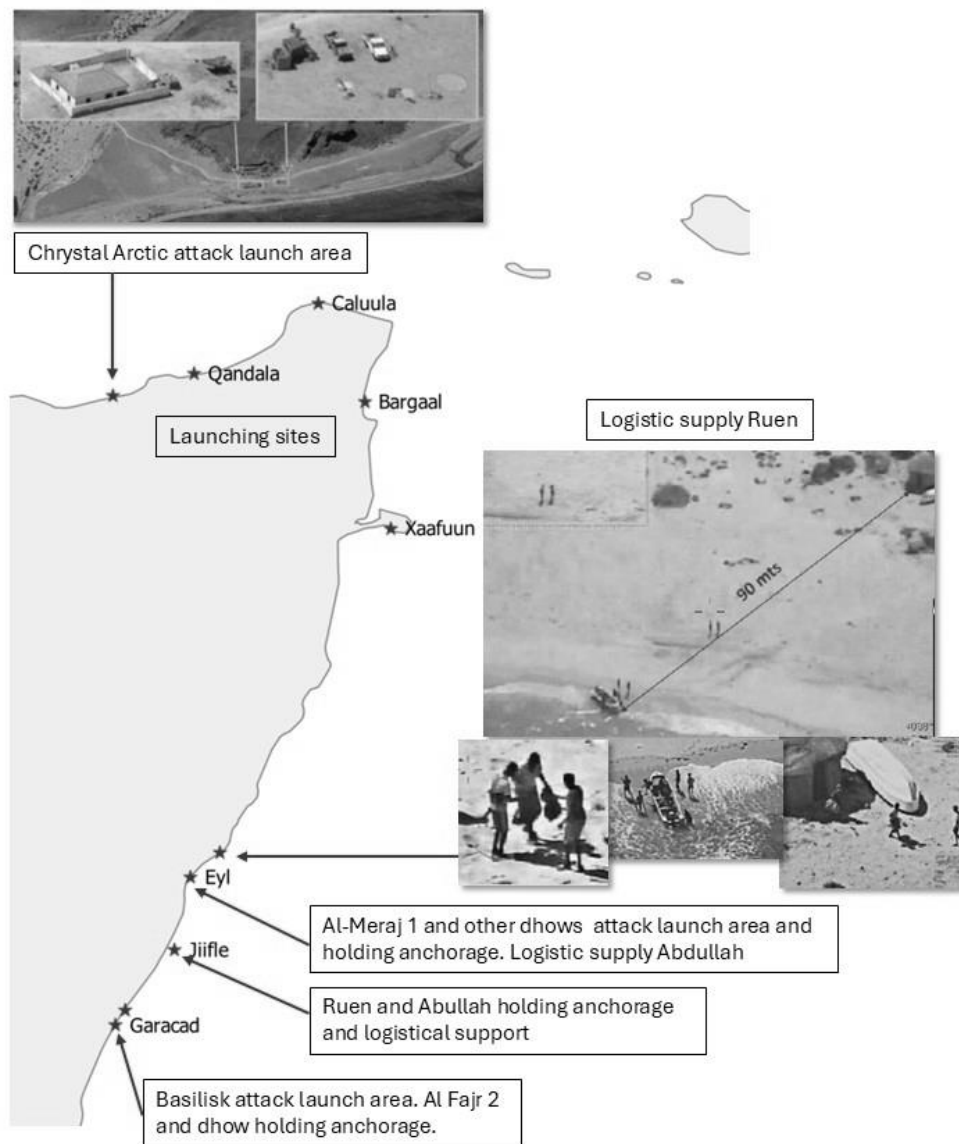 Chrystal Arctic attack launch area
Caluula
Qandala
Bargaal
Launching sites
Logistic supply Ruen
Xaafuun
90 mts
Eyl
Al-Meraj 1 and other dhows attack launch area and
holding anchorage. Logistic supply Abdullah
Jiifle
Ruen and Abullah holding anchorage
and logistical support
Garacad
Basilisk attack launch area. Al Fajr 2
and dhow holding anchorage.